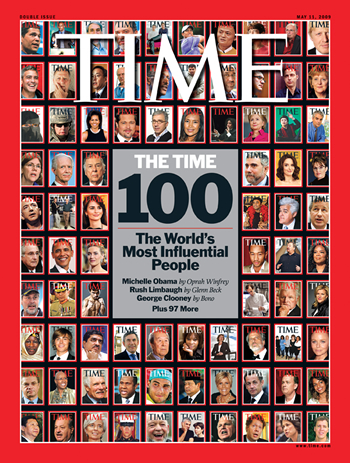 DOUBLE ISSUE
MAY 11, 2009
TIME
THE TIME
100
The World's
Most Influential
People
Michelle Obama by Oprah Winfrey
Rush Limbaugh by Glenn Beck
George Clooney by Bono
Plus 97 More
www.time.com